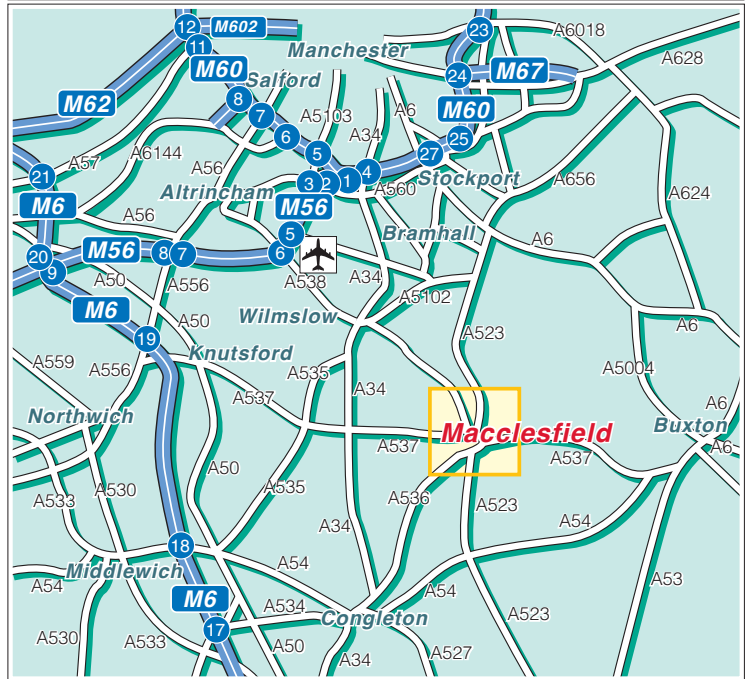 12 M602
11
23
A6018
Manchester
A628
M60
24 M67
Salford
M62
8
A5103
A6
M60
7
6
A34
25
A57
A6144
A56
5
27
21
4
Altrincham
3 2 1
A560
Stockport
A656
M6
M56
A624
A56
Bramhall
5
A6
20
M56
8 7
6
9
A50
A556
A538
A34
A5102
M6
A50
Wilmslow
A523
A6
19
A559
A556
Knutsford
A535
A5004
A537
A34
A6
Northwich
Macclesfield
Buxton
A537
A537
A6
A50
A533
A530
A535
A536
A523
A34
A54
18
Middlewich
A54
A54
A54
A53
M6
A534
Congleton
A523
17
A530
A533
A50
A34
A527